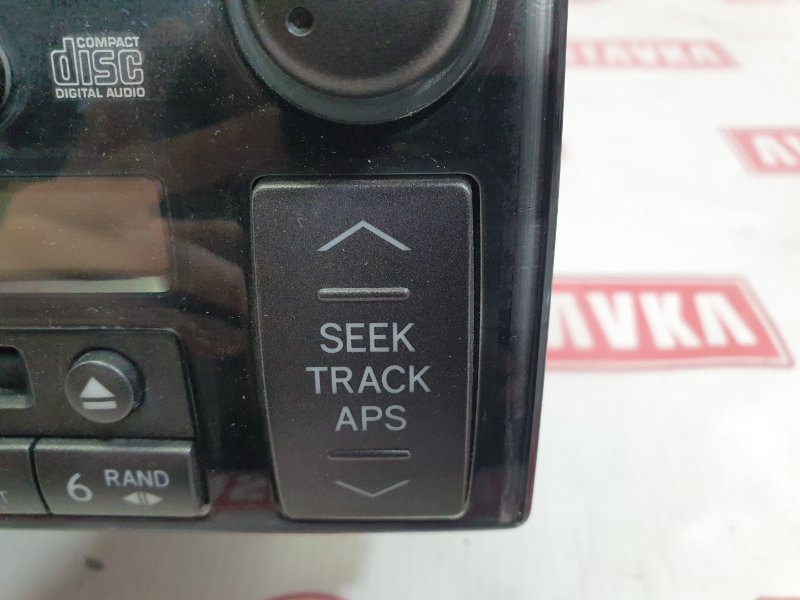 COMPACT
disc
DIGITAL AUDIO
SEEK
TRACK
APS
6 RAND